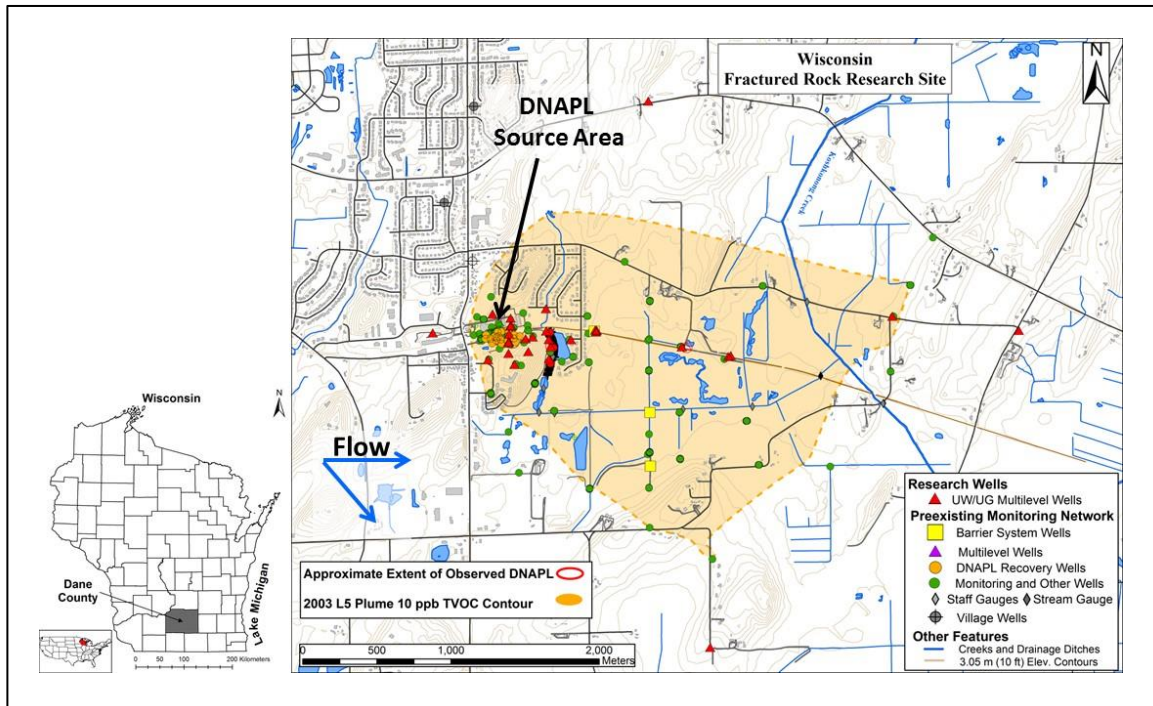 Wisconsin
Fractured Rock Research Site
N
DNAPL
Source Area
Koshkonong Creek
Flow
Approximate Extent of Observed DNAPL
2003 L5 Plume 10 ppb TVOC Contour
0 500 1,000 2,000
Meters
Research Wells
UW/UG Multilevel Wells
Preexisting Monitoring Network
Barrier System Wells
Multilevel Wells
DNAPL Recovery Wells
Monitoring and Other Wells
Staff Gauges Stream Gauge
Village Wells
Other Features
Creeks and Drainage Ditches
3.05 m (10 ft) Elev. Contours
Wisconsin
N
Dane
County
Lake Michigan
0 50 100 200 Kilometers